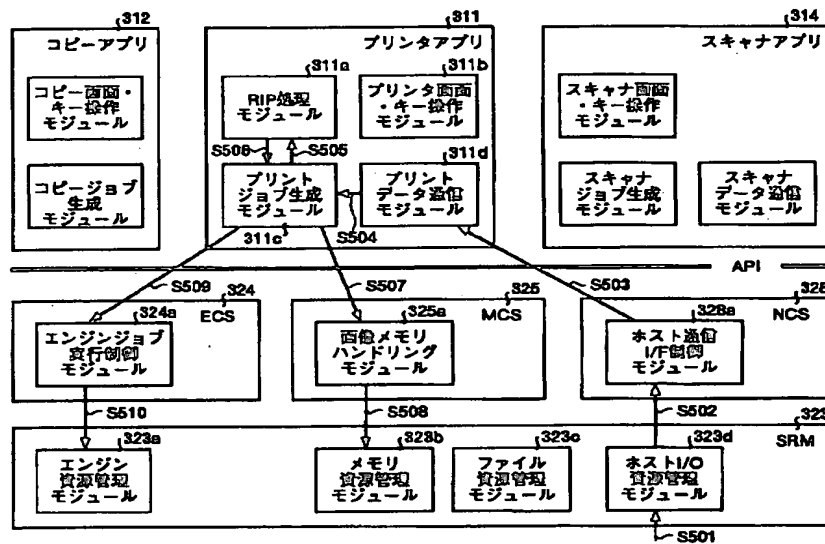 312
コピーアプリ
コピー画面・
キー操作
モジュール
コピージョブ
生成
モジュール
311
プリンタアプリ
311a
RIP処理
モジュール
311b
プリンタ画面
・キー操作
モジュール
S506
S505
311d
プリント
ジョブ生成
モジュール
311c
プリント
データ通信
モジュール
S504
314
スキャナアプリ
スキャナ画面
・キー操作
モジュール
スキャナ
ジョブ生成
モジュール
スキャナ
データ通信
モジュール
API
S509
S507
S503
324
ECS
324a
エンジンジョブ
実行制御
モジュール
325
MCS
325a
画像メモリ
ハンドリング
モジュール
328
NCS
328a
ホスト通信
I/F制御
モジュール
S510
S508
S502
323
SRM
323a
エンジン
資源管理
モジュール
323b
メモリ
資源管理
モジュール
323c
ファイル
資源管理
モジュール
323d
ホストI/O
資源管理
モジュール
S501